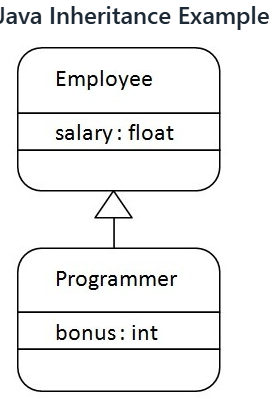 Java Inheritance Example
Employee
salary: float
Programmer
bonus: int